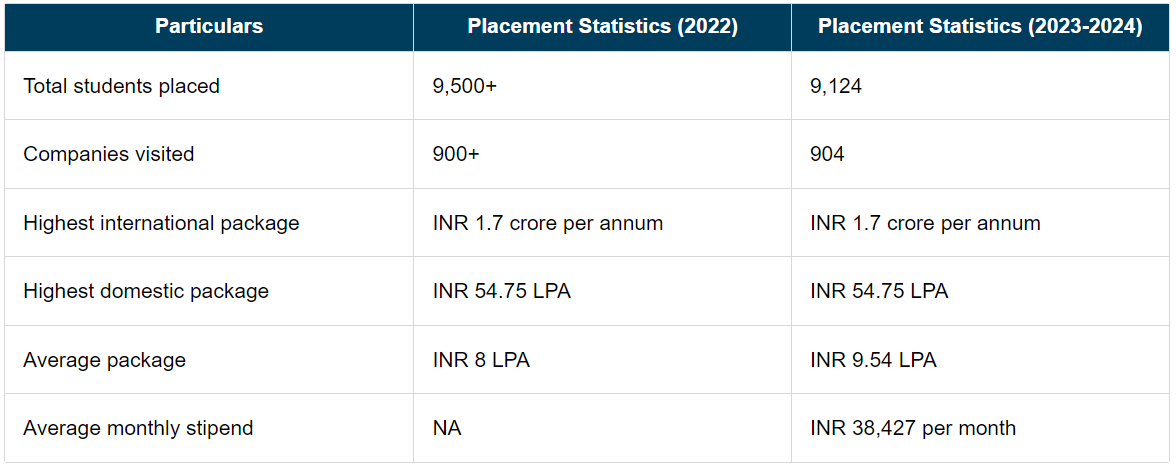 Particulars Placement Statistics (2022) Placement Statistics (2023-2024)
Total students placed 9,500+ 9,124
Companies visited 900+ 904
Highest international package INR 1.7 crore per annum INR 1.7 crore per annum
Highest domestic package INR 54.75 LPA INR 54.75 LPA
Average package INR 8 LPA INR 9.54 LPA
Average monthly stipend NA INR 38,427 per month